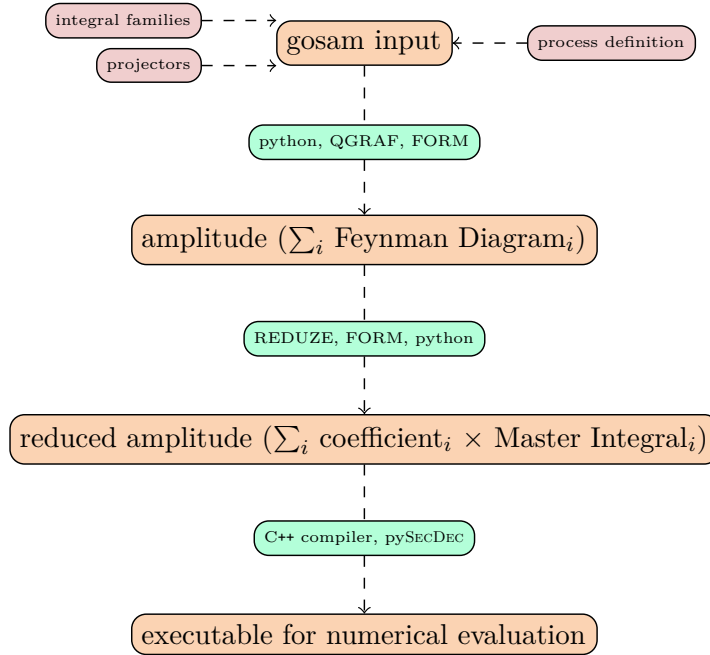 integral families
projectors
gosam input
process definition
python, QGRAF, FORM
amplitude (∑ᵢ Feynman Diagramᵢ)
REDUZE, FORM, python
reduced amplitude (∑ᵢ coefficientᵢ × Master Integralᵢ)
C++ compiler, pySECDEC
executable for numerical evaluation